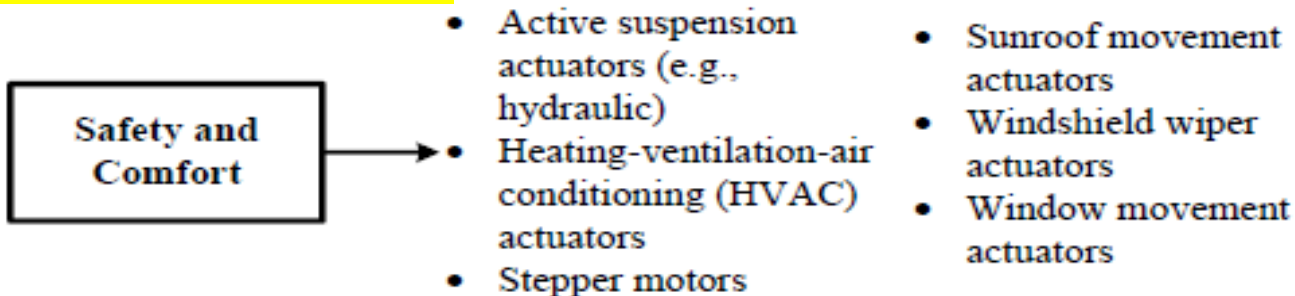 Safety and
Comfort
• Active suspension
actuators (e.g.,
hydraulic)
• Heating-ventilation-air
conditioning (HVAC)
actuators
• Stepper motors
• Sunroof movement
actuators
• Windshield wiper
actuators
• Window movement
actuators